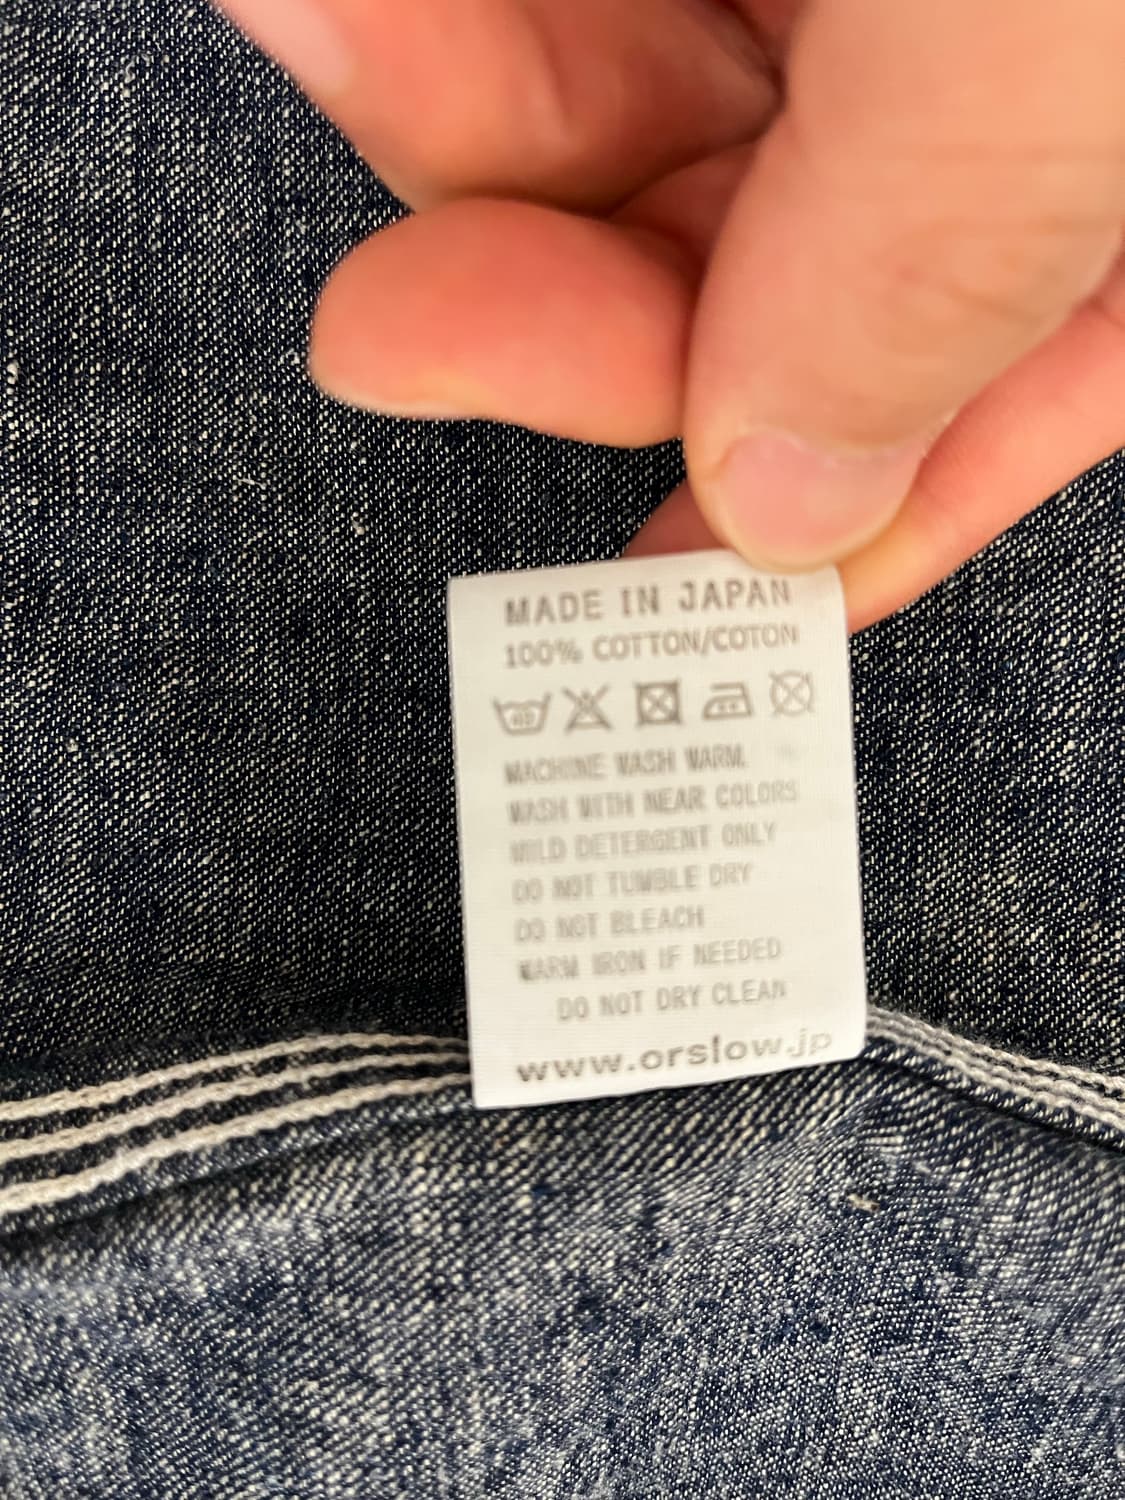 MADE IN JAPAN
100% COTTON/COTON
40
MACHINE WASH WARM.
WASH WITH NEAR COLORS
MILD DETERGENT ONLY
DO NOT TUMBLE DRY
DO NOT BLEACH
WARM IRON IF NEEDED
DO NOT DRY CLEAN
www.orslow.jp